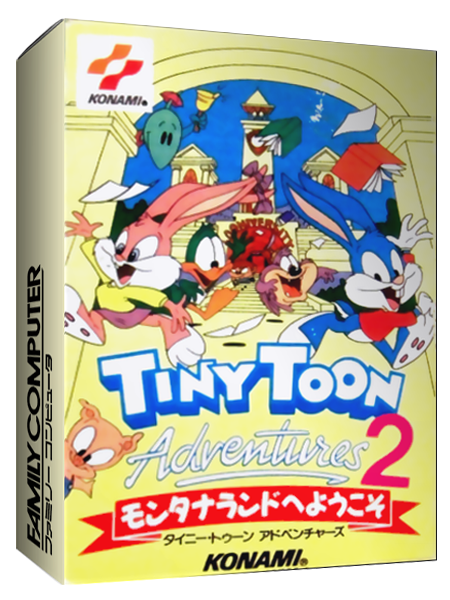 KONAMI®
TINY TOON
Adventures 2
モンタナランドへようこそ
タイニー・トゥーン アドベンチャーズ
KONAMI®
FAMILY COMPUTER
ファミリー コンピュータ